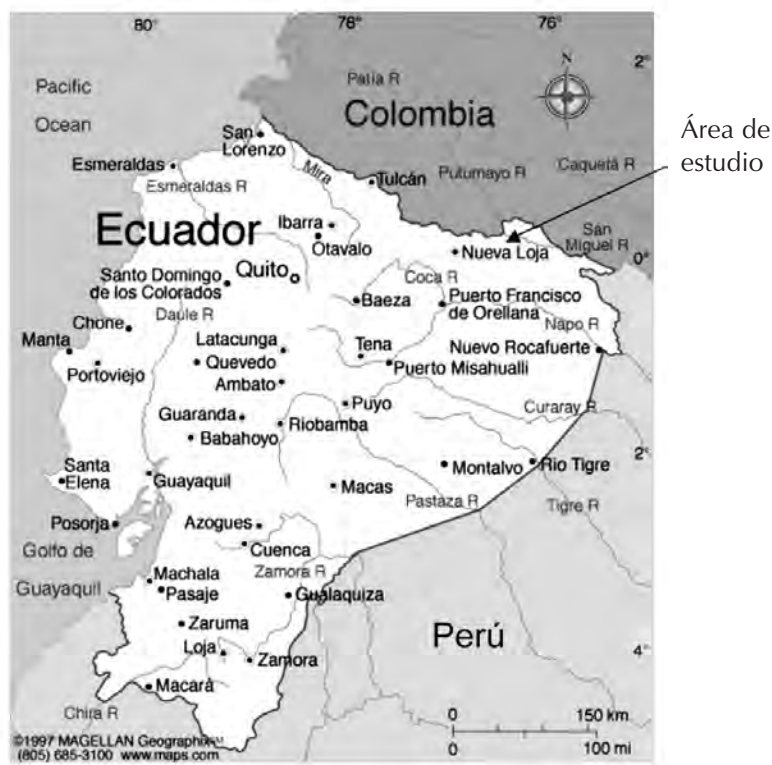 80°
78°
76°
N
2°
Pacific
Ocean
Patía R
Colombia
Área de
estudio
San
Lorenzo
Mira
Esmeraldas
Esmeraldas R
Tulcán
Putumayo R
Caquetá R
Ibarra
Otavalo
Ecuador
San
Miguel R
Nueva Loja
0°
Quito
Coca R
Santo Domingo
de los Colorados
Baeza
Puerto Francisco
de Orellana
Daule R
Chone
Napo R
Manta
Latacunga
Tena
Nuevo Rocafuerte
Portoviejo
Quevedo
Puerto Misahualli
Ambato
Puyo
Guaranda
Riobamba
Curaray R
Babahoyo
2°
Santa
Elena
Guayaquil
Montalvo
Rio Tigre
Macas
Pastaza R
Tigre R
Posorja
Azogues
Golfo de
Guayaquil
Cuenca
Zamora R
Machala
Pasaje
Gualaquiza
Zaruma
Perú
Loja
Zamora
4°
Macará
Chira R
0
150 km
0
100 mi
©1997 MAGELLAN Geographix℠
(805) 685-3100 www.maps.com